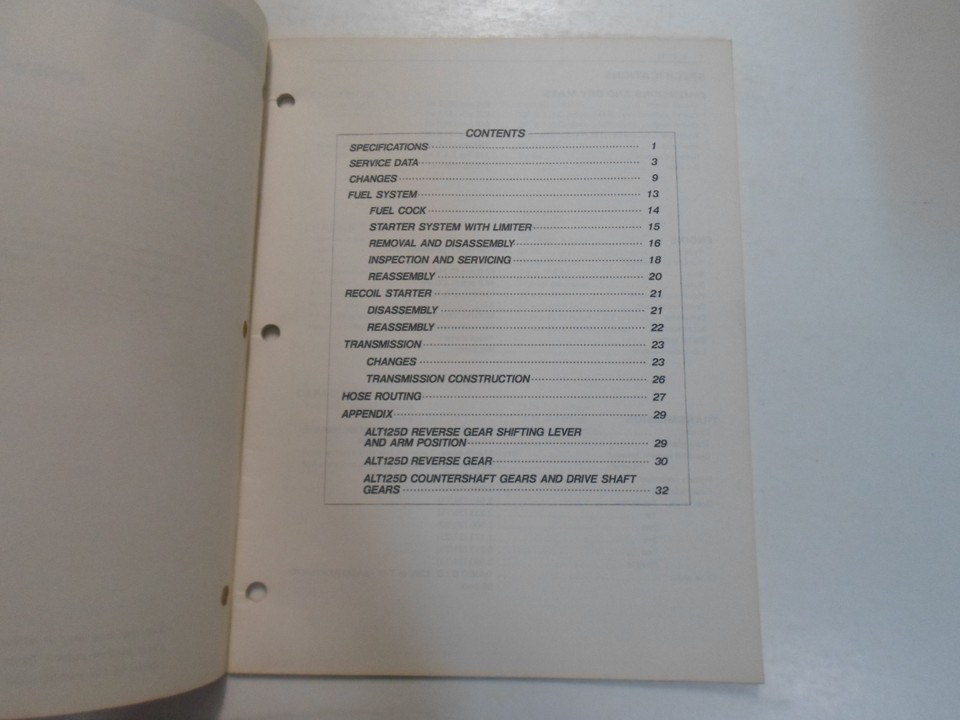 CONTENTS
SPECIFICATIONS 1
SERVICE DATA 3
CHANGES 9
FUEL SYSTEM 13
FUEL COCK 14
STARTER SYSTEM WITH LIMITER 15
REMOVAL AND DISASSEMBLY 16
INSPECTION AND SERVICING 18
REASSEMBLY 20
RECOIL STARTER 21
DISASSEMBLY 21
REASSEMBLY 22
TRANSMISSION 23
CHANGES 23
TRANSMISSION CONSTRUCTION 26
HOSE ROUTING 27
APPENDIX 29
ALT125D REVERSE GEAR SHIFTING LEVER
AND ARM POSITION 29
ALT125D REVERSE GEAR 30
ALT125D COUNTERSHAFT GEARS AND DRIVE SHAFT
GEARS 32